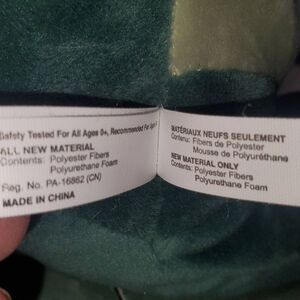 Safety Tested For All Ages 0+, Recommended For Ages
ALL NEW MATERIAL
Contents: Polyester Fibers
Polyurethane Foam
Reg. No. PA-16862 (CN)
MADE IN CHINA
MATÉRIAUX NEUFS SEULEMENT
Contenu: Fibres de Polyester
Mousse de Polyuréthane
NEW MATERIAL ONLY
Contents: Polyester Fibers
Polyurethane Foam